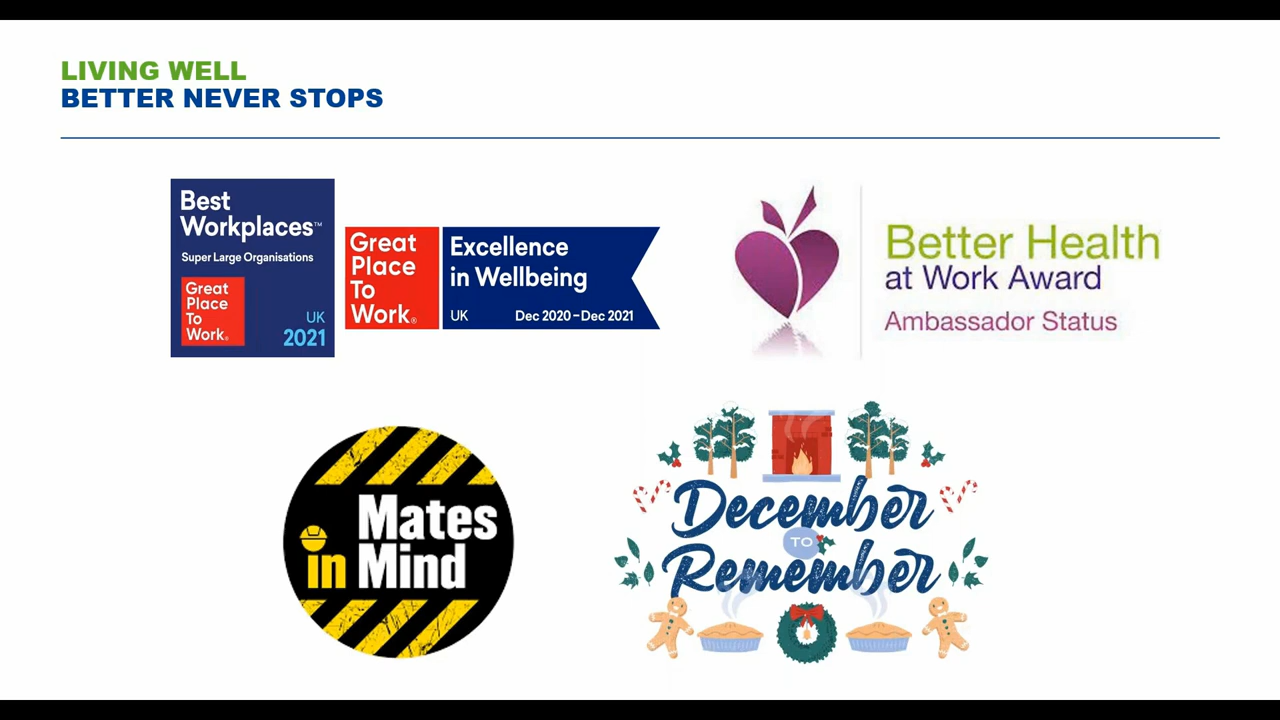 LIVING WELL
BETTER NEVER STOPS
Best
Workplaces™
Super Large Organisations
Great
Place
To
Work®
UK
2021
Great
Place
To
Work®
Excellence
in Wellbeing
UK Dec 2020–Dec 2021
Better Health
at Work Award
Ambassador Status
Mates
in Mind
December
TO
Remember